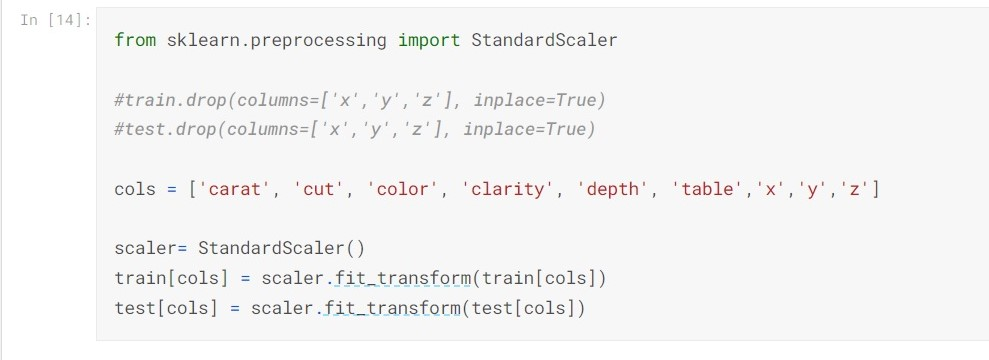 In [14]:
from sklearn.preprocessing import StandardScaler
#train.drop(columns=['x','y','z'], inplace=True)
#test.drop(columns=['x','y','z'], inplace=True)
cols = ['carat', 'cut', 'color', 'clarity', 'depth', 'table','x','y','z']
scaler= StandardScaler()
train[cols] = scaler.fit_transform(train[cols])
test[cols] = scaler.fit_transform(test[cols])